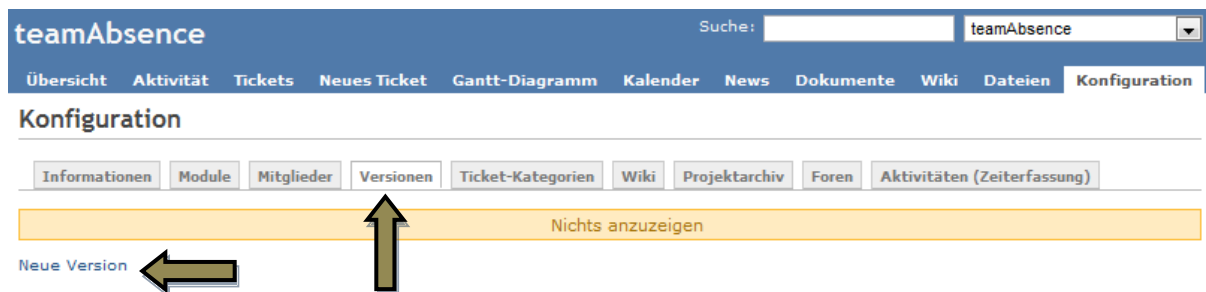 teamAbsence Suche: teamAbsence
Übersicht Aktivität Tickets Neues Ticket Gantt-Diagramm Kalender News Dokumente Wiki Dateien Konfiguration
Konfiguration
Informationen Module Mitglieder Versionen Ticket-Kategorien Wiki Projektarchiv Foren Aktivitäten (Zeiterfassung)
Nichts anzuzeigen
Neue Version